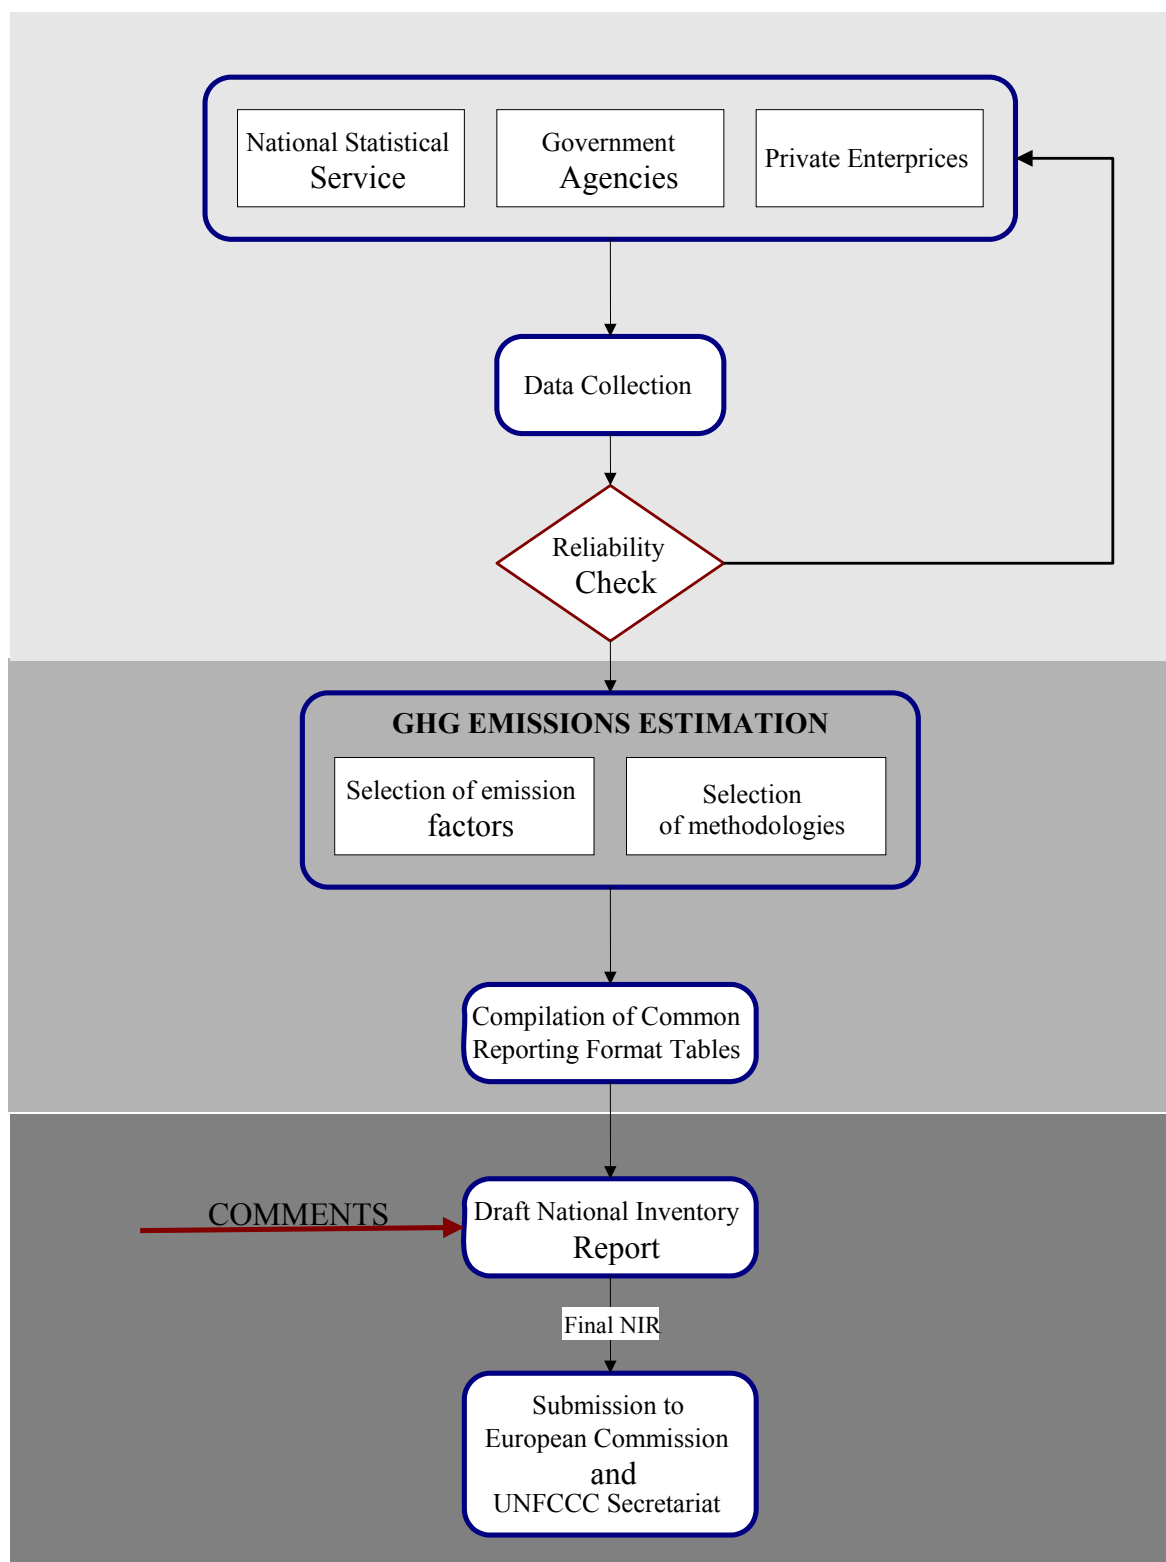 National Statistical
Service
Government
Agencies
Private Enterprices
Data Collection
Reliability
Check
GHG EMISSIONS ESTIMATION
Selection of emission
factors
Selection
of methodologies
Compilation of Common
Reporting Format Tables
COMMENTS
Draft National Inventory
Report
Final NIR
Submission to
European Commission
and
UNFCCC Secretariat